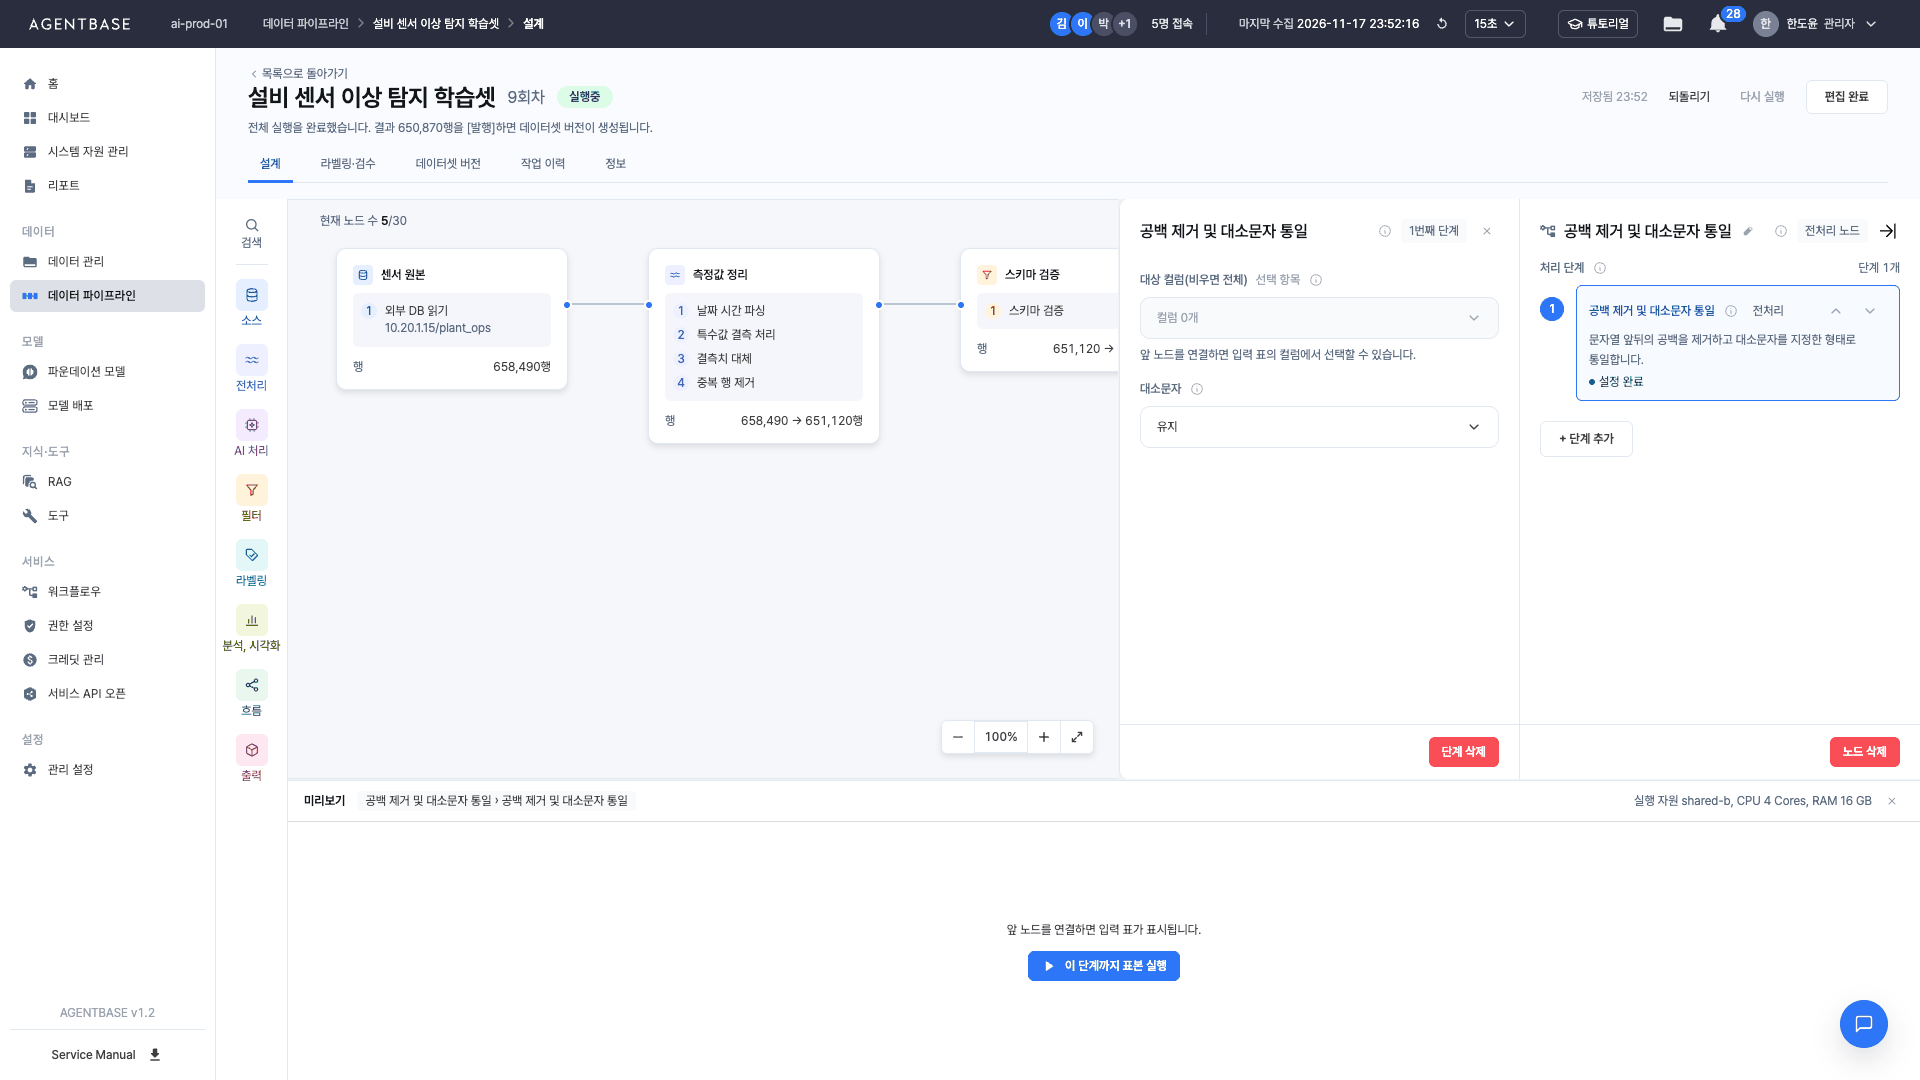 AGENTBASE
ai-prod-01
데이터 파이프라인 > 설비 센서 이상 탐지 학습셋 > 설계
김 이 박 +1 5명 접속
마지막 수집 2026-11-17 23:52:16
15초
튜토리얼
28
한 한도윤 관리자
홈
대시보드
시스템 자원 관리
리포트
데이터
데이터 관리
데이터 파이프라인
모델
파운데이션 모델
모델 배포
지식·도구
RAG
도구
서비스
워크플로우
권한 설정
크레딧 관리
서비스 API 오픈
설정
관리 설정
AGENTBASE v1.2
Service Manual
목록으로 돌아가기
설비 센서 이상 탐지 학습셋 9회차 실행중
전체 실행을 완료했습니다. 결과 650,870행을 [발행]하면 데이터셋 버전이 생성됩니다.
저장됨 23:52 되돌리기 다시 실행 편집 완료
설계 라벨링·검수 데이터셋 버전 작업 이력 정보
검색
소스
전처리
AI 처리
필터
라벨링
분석, 시각화
흐름
출력
현재 노드 수 5/30
센서 원본
1 외부 DB 읽기
10.20.1.15/plant_ops
행 658,490행
측정값 정리
1 날짜 시간 파싱
2 특수값 결측 처리
3 결측치 대체
4 중복 행 제거
행 658,490 → 651,120행
스키마 검증
1 스키마 검증
행 651,120 →
100%
공백 제거 및 대소문자 통일
1번째 단계
대상 컬럼(비우면 전체) 선택 항목
컬럼 0개
앞 노드를 연결하면 입력 표의 컬럼에서 선택할 수 있습니다.
대소문자
유지
단계 삭제
공백 제거 및 대소문자 통일
전처리 노드
처리 단계
단계 1개
1
공백 제거 및 대소문자 통일 전처리
문자열 앞뒤의 공백을 제거하고 대소문자를 지정한 형태로
통일합니다.
설정 완료
+ 단계 추가
노드 삭제
미리보기 공백 제거 및 대소문자 통일 › 공백 제거 및 대소문자 통일
실행 자원 shared-b, CPU 4 Cores, RAM 16 GB
앞 노드를 연결하면 입력 표가 표시됩니다.
이 단계까지 표본 실행